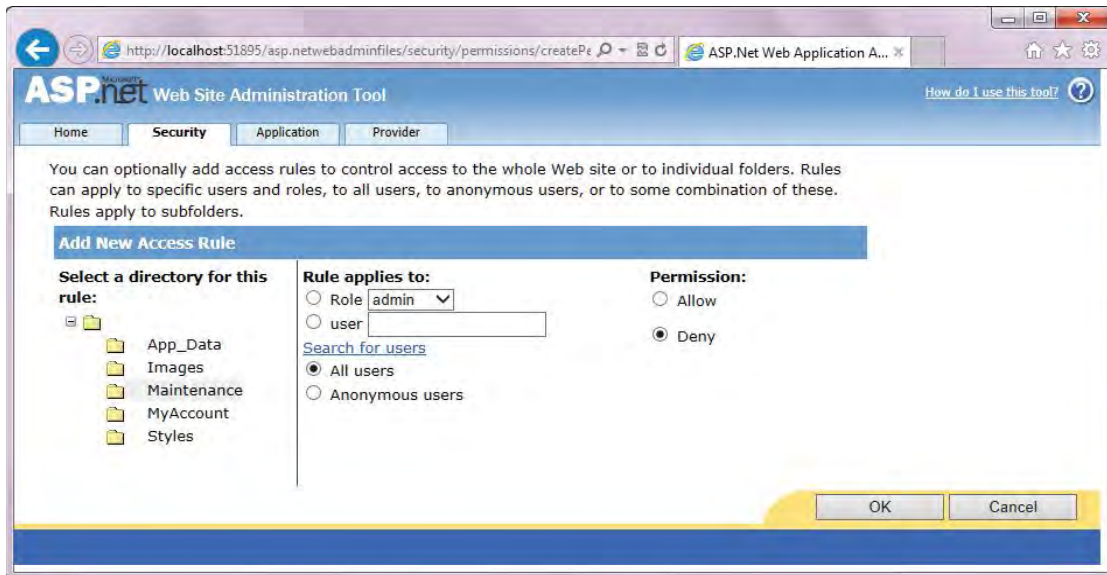 http://localhost:51895/asp.netwebadminfiles/security/permissions/createPe
ASP.Net Web Application A...
Microsoft
ASP.net Web Site Administration Tool
How do I use this tool? ?
Home Security Application Provider
You can optionally add access rules to control access to the whole Web site or to individual folders. Rules
can apply to specific users and roles, to all users, to anonymous users, or to some combination of these.
Rules apply to subfolders.
Add New Access Rule
Select a directory for this
rule:
App_Data
Images
Maintenance
MyAccount
Styles
Rule applies to:
Role admin
user
Search for users
All users
Anonymous users
Permission:
Allow
Deny
OK Cancel